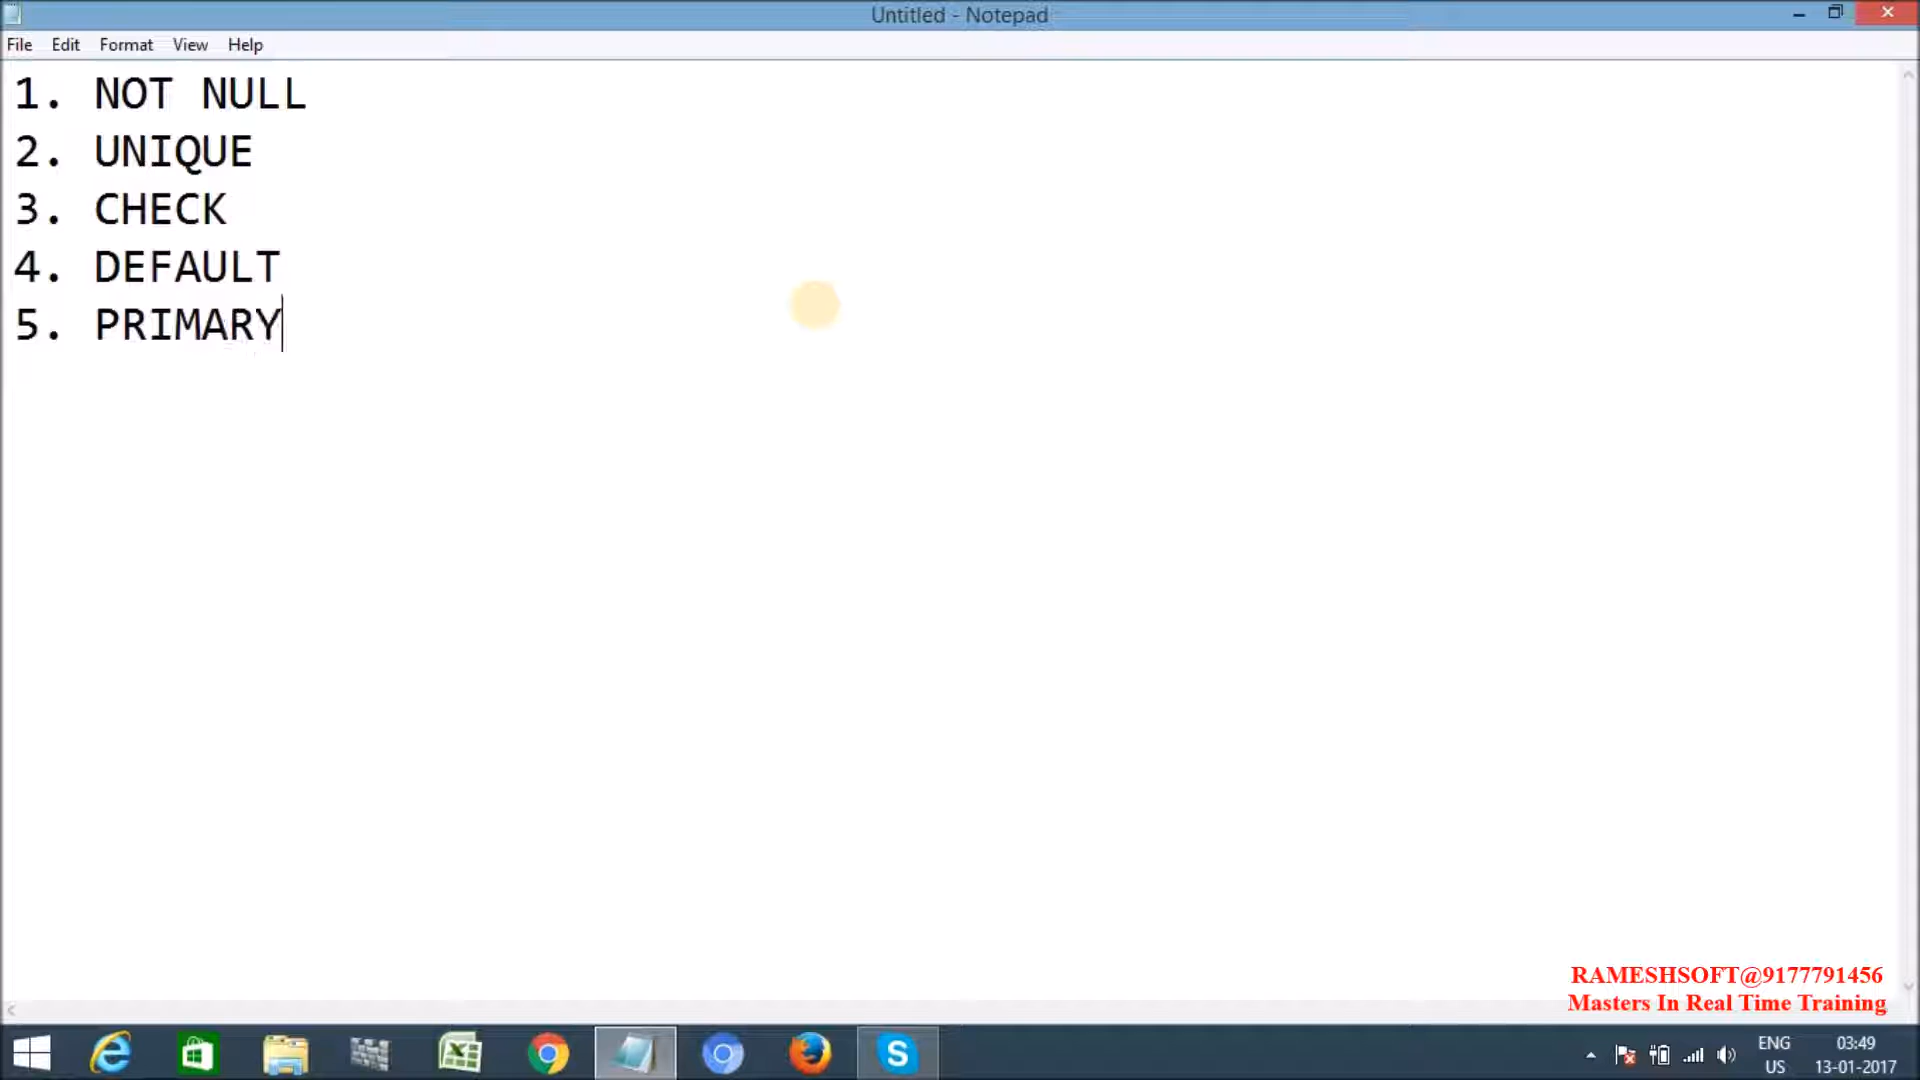 Untitled - Notepad
File Edit Format View Help
1. NOT NULL
2. UNIQUE
3. CHECK
4. DEFAULT
5. PRIMARY
RAMESHSOFT@9177791456
Masters In Real Time Training
ENG 03:49
US 13-01-2017